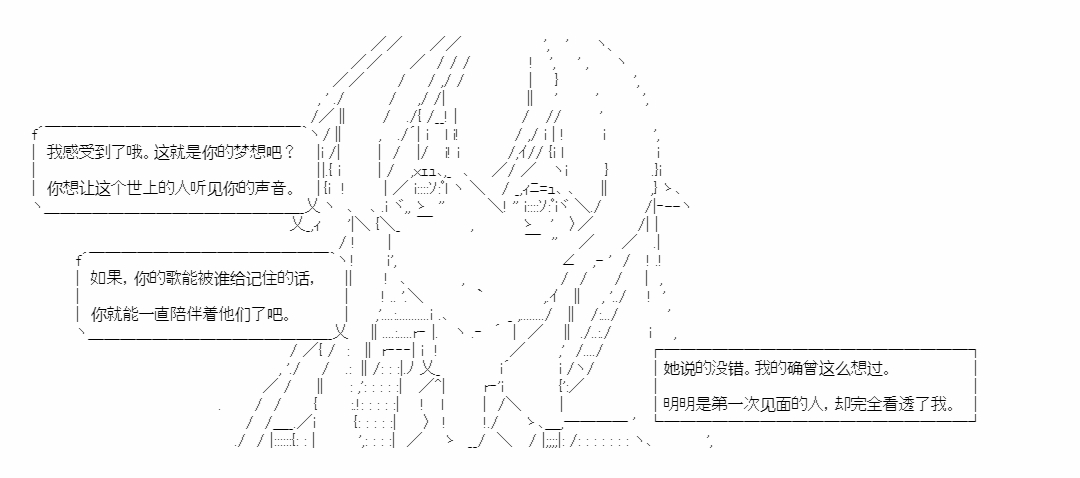 我感受到了哦。这就是你的梦想吧？
你想让这个世上的人听见你的声音。
如果，你的歌能被谁给记住的话，
你就能一直陪伴着他们了吧。
她说的没错。我的确曾这么想过。
明明是第一次见面的人，却完全看透了我。